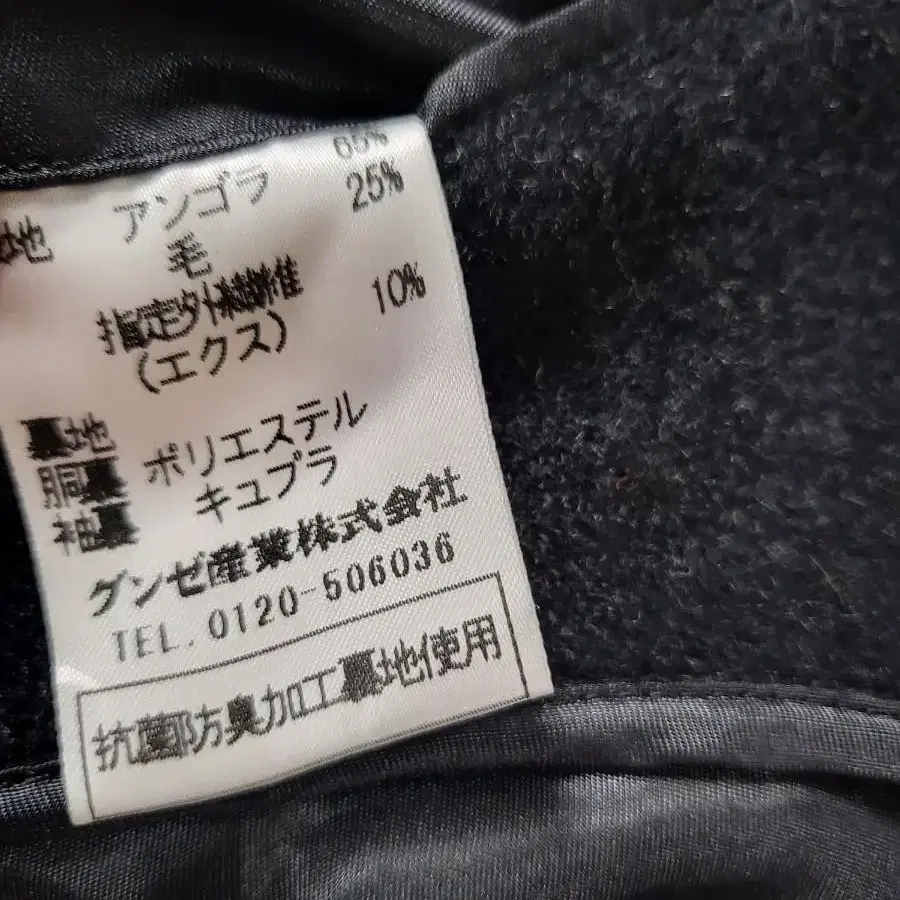 地 アンゴラ 65%
毛 25%
指定外繊維
(エクス) 10%
裏地
胴裏 ポリエステル
袖裏 キュプラ
グンゼ産業株式会社
TEL.0120-506036
抗菌防臭加工裏地使用